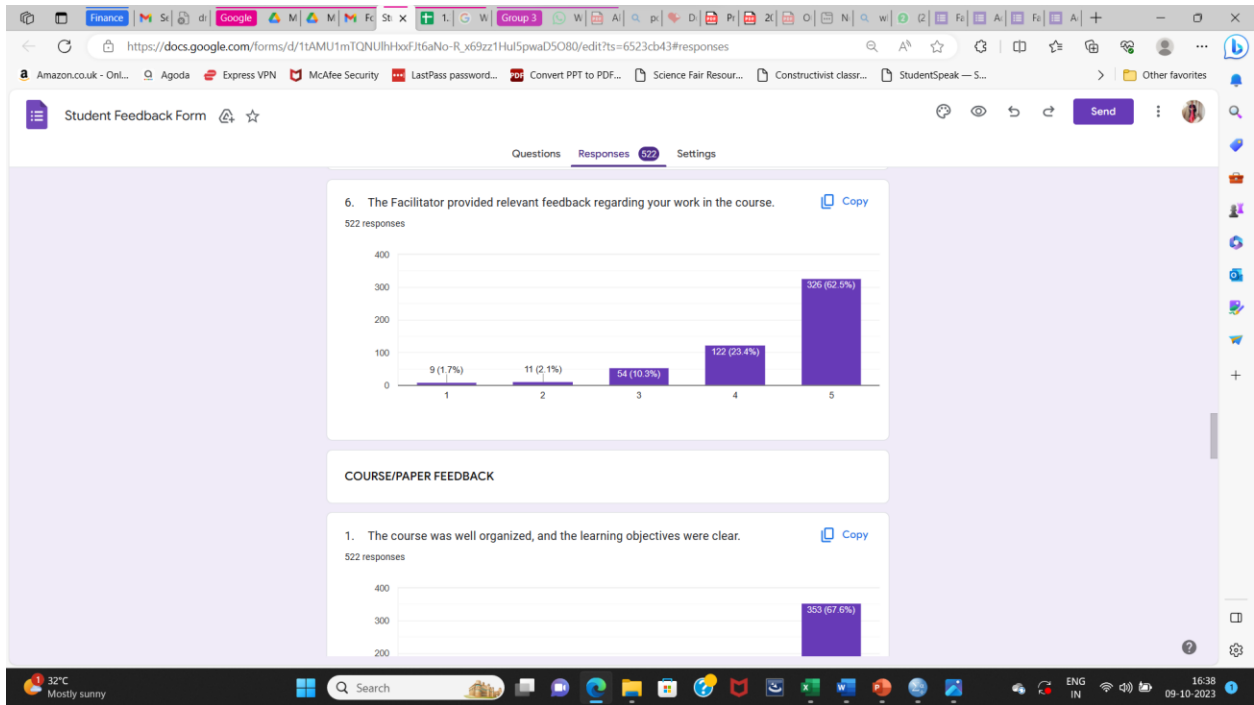 Finance
Google
Group 3
https://docs.google.com/forms/d/1tAMU1mTQNUlhHxxFJt6aNo-R_x69zz1HuI5pwaD5O80/edit?ts=6523cb43#responses
Amazon.co.uk - Onl...
Agoda
Express VPN
McAfee Security
LastPass password...
Convert PPT to PDF...
Science Fair Resour...
Constructivist classr...
StudentSpeak — S...
Other favorites
Student Feedback Form
Send
Questions
Responses 522
Settings
6. The Facilitator provided relevant feedback regarding your work in the course.
Copy
522 responses
400
300
200
100
0
9 (1.7%)
11 (2.1%)
54 (10.3%)
122 (23.4%)
326 (62.5%)
1
2
3
4
5
COURSE/PAPER FEEDBACK
1. The course was well organized, and the learning objectives were clear.
Copy
522 responses
400
300
200
353 (67.6%)
1
32°C
Mostly sunny
Search
ENG
IN
16:38
09-10-2023
1